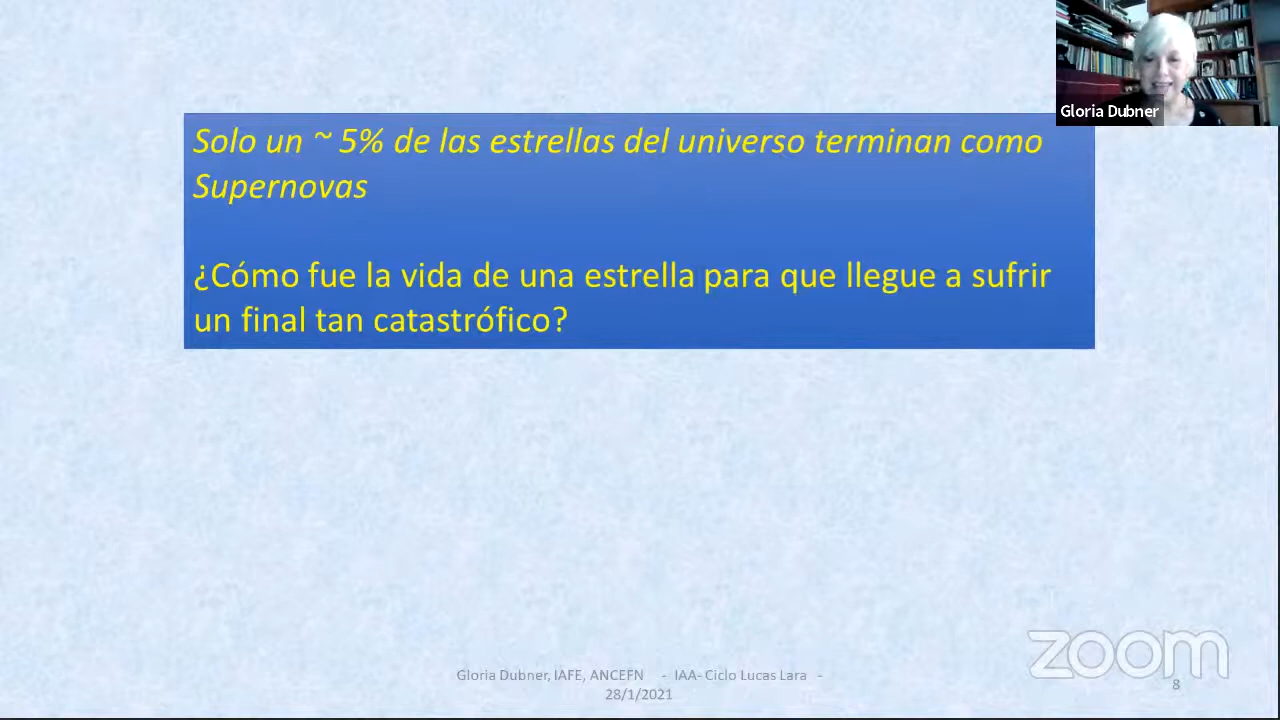 Gloria Dubner
Solo un ~ 5% de las estrellas del universo terminan como
Supernovas
¿Cómo fue la vida de una estrella para que llegue a sufrir
un final tan catastrófico?
zoom
Gloria Dubner, IAFE, ANCEFN - IAA- Ciclo Lucas Lara -
28/1/2021
8